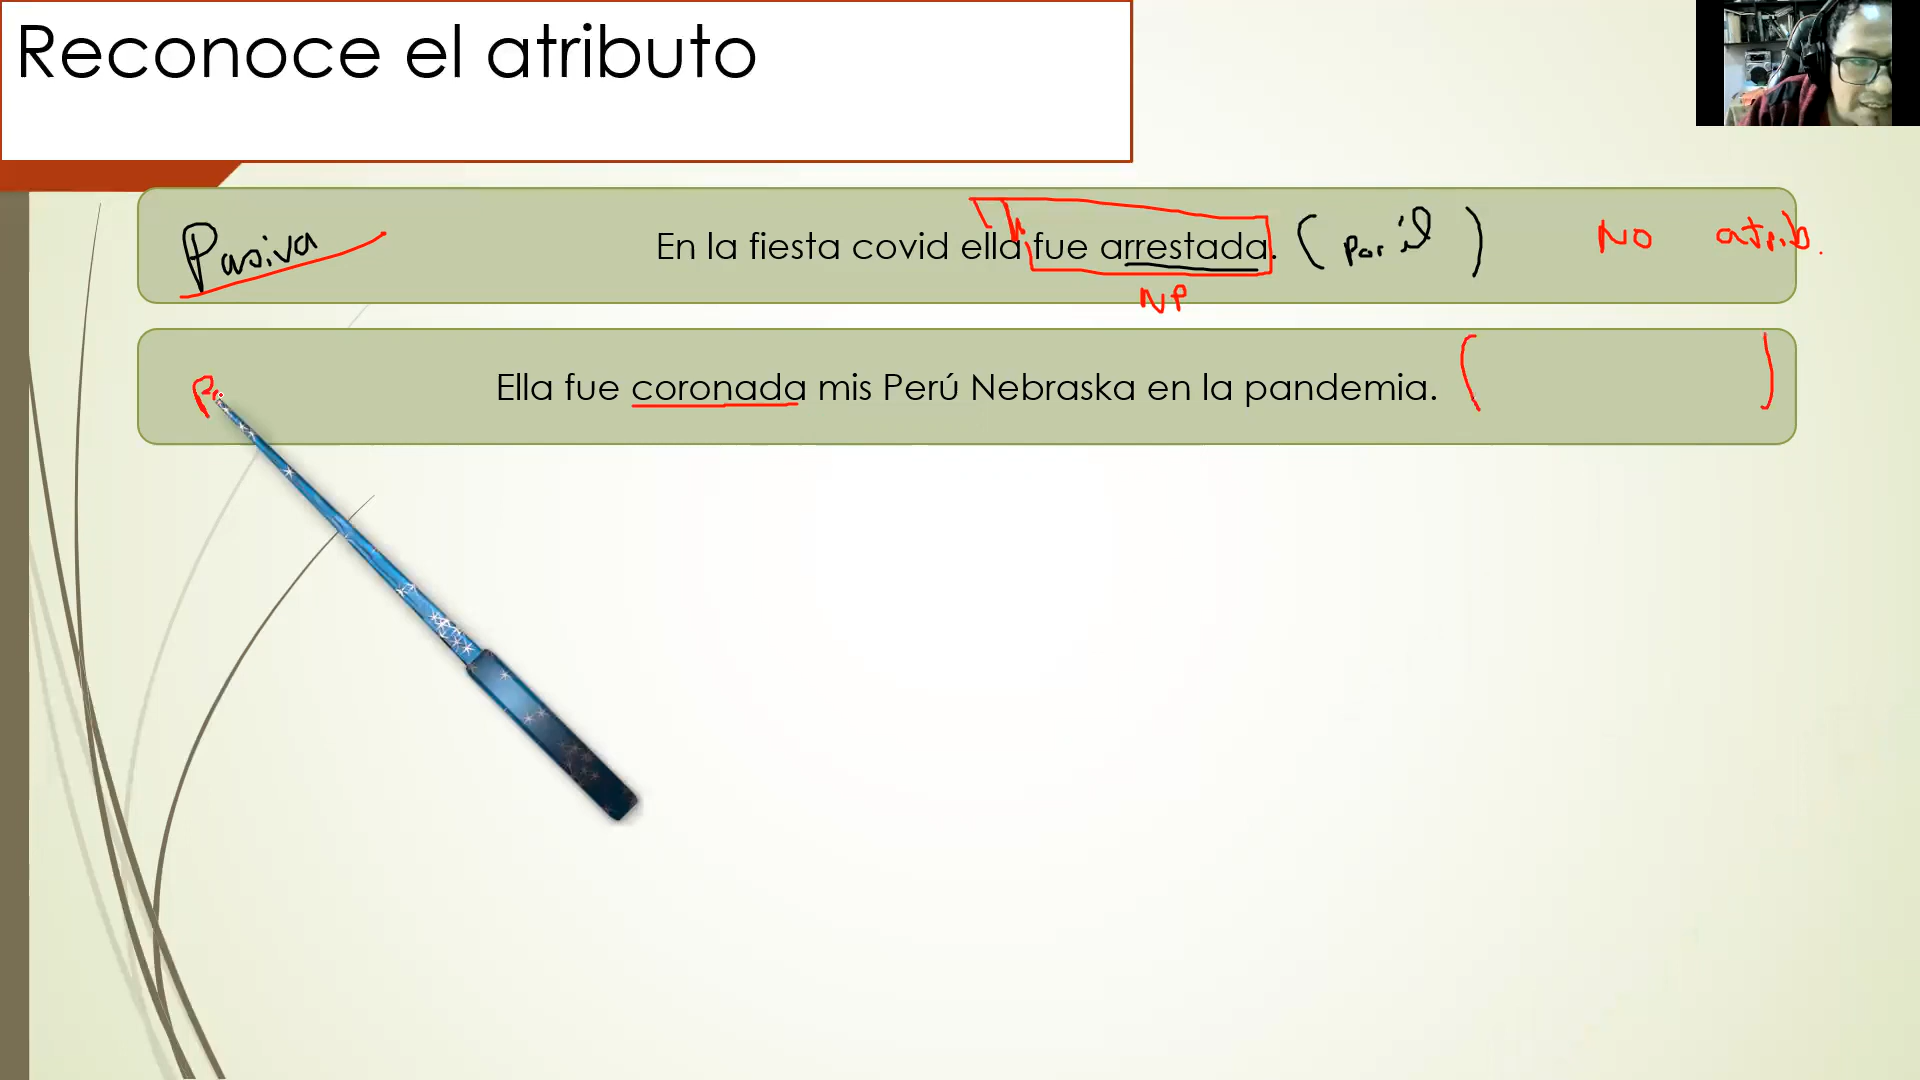 Reconoce el atributo
Pasiva En la fiesta covid ella fue arrestada. (por él) No atrib.
NP
Pa Ella fue coronada mis Perú Nebraska en la pandemia. ( )